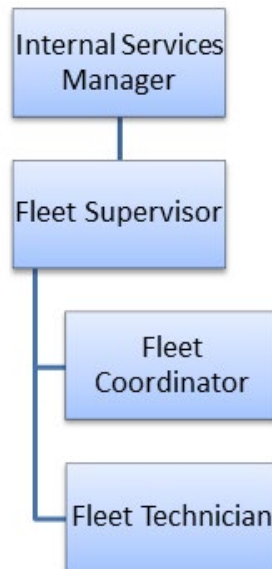 Internal Services
Manager
Fleet Supervisor
Fleet
Coordinator
Fleet Technician